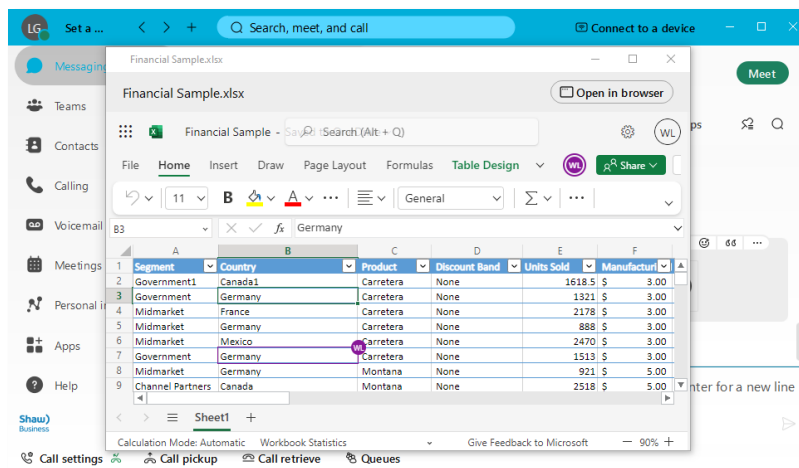 LG Set a ... Search, meet, and call Connect to a device
Messaging
Teams
Contacts
Calling
Voicemail
Meetings
Personal i
Apps
Help
Shaw)
Business
Call settings Call pickup Call retrieve Queues
Meet
ps
nter for a new line
Financial Sample.xlsx
Financial Sample.xlsx Open in browser
Financial Sample - Saved Search (Alt + Q) WL
File Home Insert Draw Page Layout Formulas Table Design WL Share
11 B A ... General Σ ...
B3 fx Germany
A B C D E F
1 Segment Country Product Discount Band Units Sold Manufacturi
2 Government1 Canada1 Carretera None 1618.5 $ 3.00
3 Government Germany Carretera None 1321 $ 3.00
4 Midmarket France Carretera None 2178 $ 3.00
5 Midmarket Germany Carretera None 888 $ 3.00
6 Midmarket Mexico Carretera None 2470 $ 3.00
WL
7 Government Germany Carretera None 1513 $ 3.00
8 Midmarket Germany Montana None 921 $ 5.00
9 Channel Partners Canada Montana None 2518 $ 5.00
Sheet1 +
Calculation Mode: Automatic Workbook Statistics Give Feedback to Microsoft — 90% +